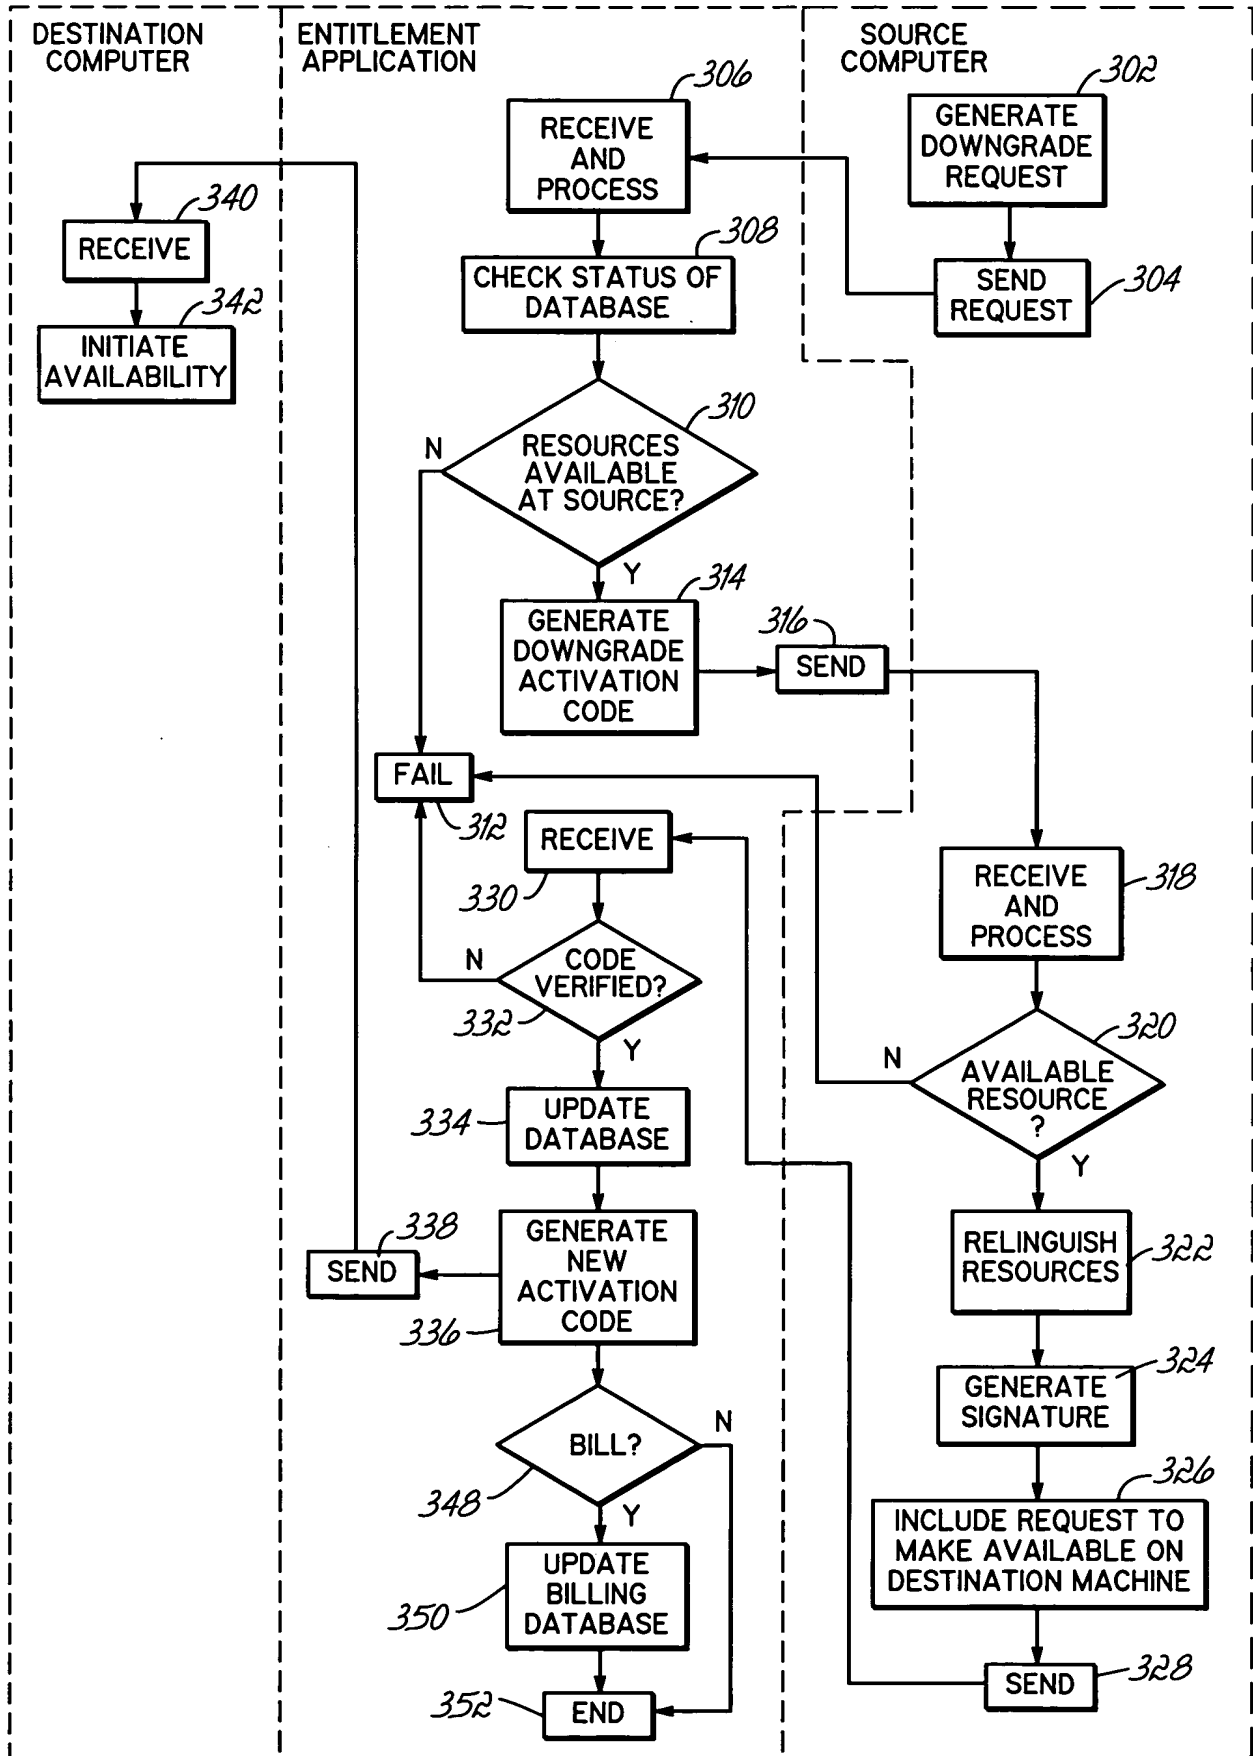 DESTINATION
COMPUTER
ENTITLEMENT
APPLICATION
SOURCE
COMPUTER
302
GENERATE
DOWNGRADE
REQUEST
SEND
REQUEST
304
306
RECEIVE
AND
PROCESS
308
CHECK STATUS OF
DATABASE
310
RESOURCES
AVAILABLE
AT SOURCE?
N
Y
FAIL
312
314
GENERATE
DOWNGRADE
ACTIVATION
CODE
316
SEND
RECEIVE
AND
PROCESS
318
320
AVAILABLE
RESOURCE
?
N
Y
RELINGUISH
RESOURCES
322
324
GENERATE
SIGNATURE
326
INCLUDE REQUEST TO
MAKE AVAILABLE ON
DESTINATION MACHINE
SEND
328
RECEIVE
330
CODE
VERIFIED?
332
N
Y
334
UPDATE
DATABASE
GENERATE
NEW
ACTIVATION
CODE
336
338
SEND
340
RECEIVE
342
INITIATE
AVAILABILITY
BILL?
348
N
Y
UPDATE
BILLING
DATABASE
350
352
END